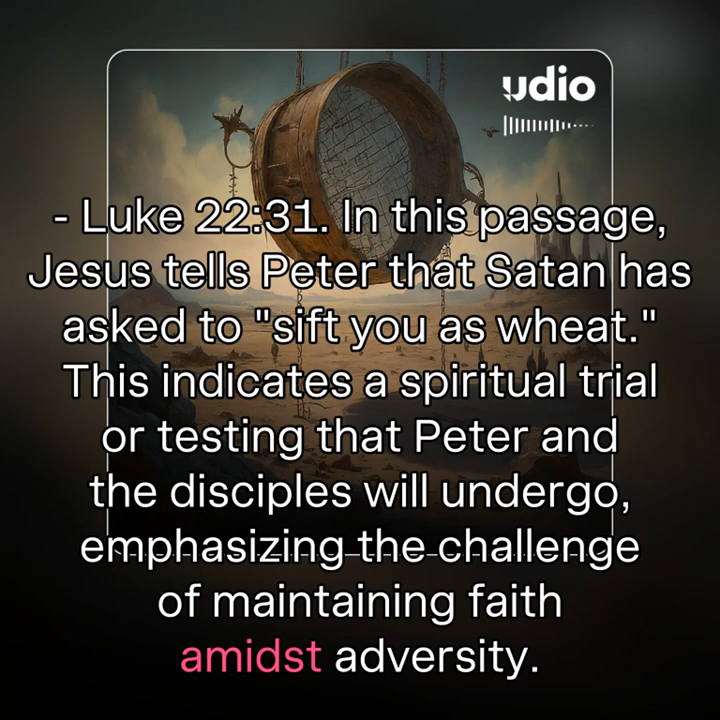 udio
- Luke 22:31. In this passage,
Jesus tells Peter that Satan has
asked to "sift you as wheat."
This indicates a spiritual trial
or testing that Peter and
the disciples will undergo,
emphasizing the challenge
of maintaining faith
amidst adversity.